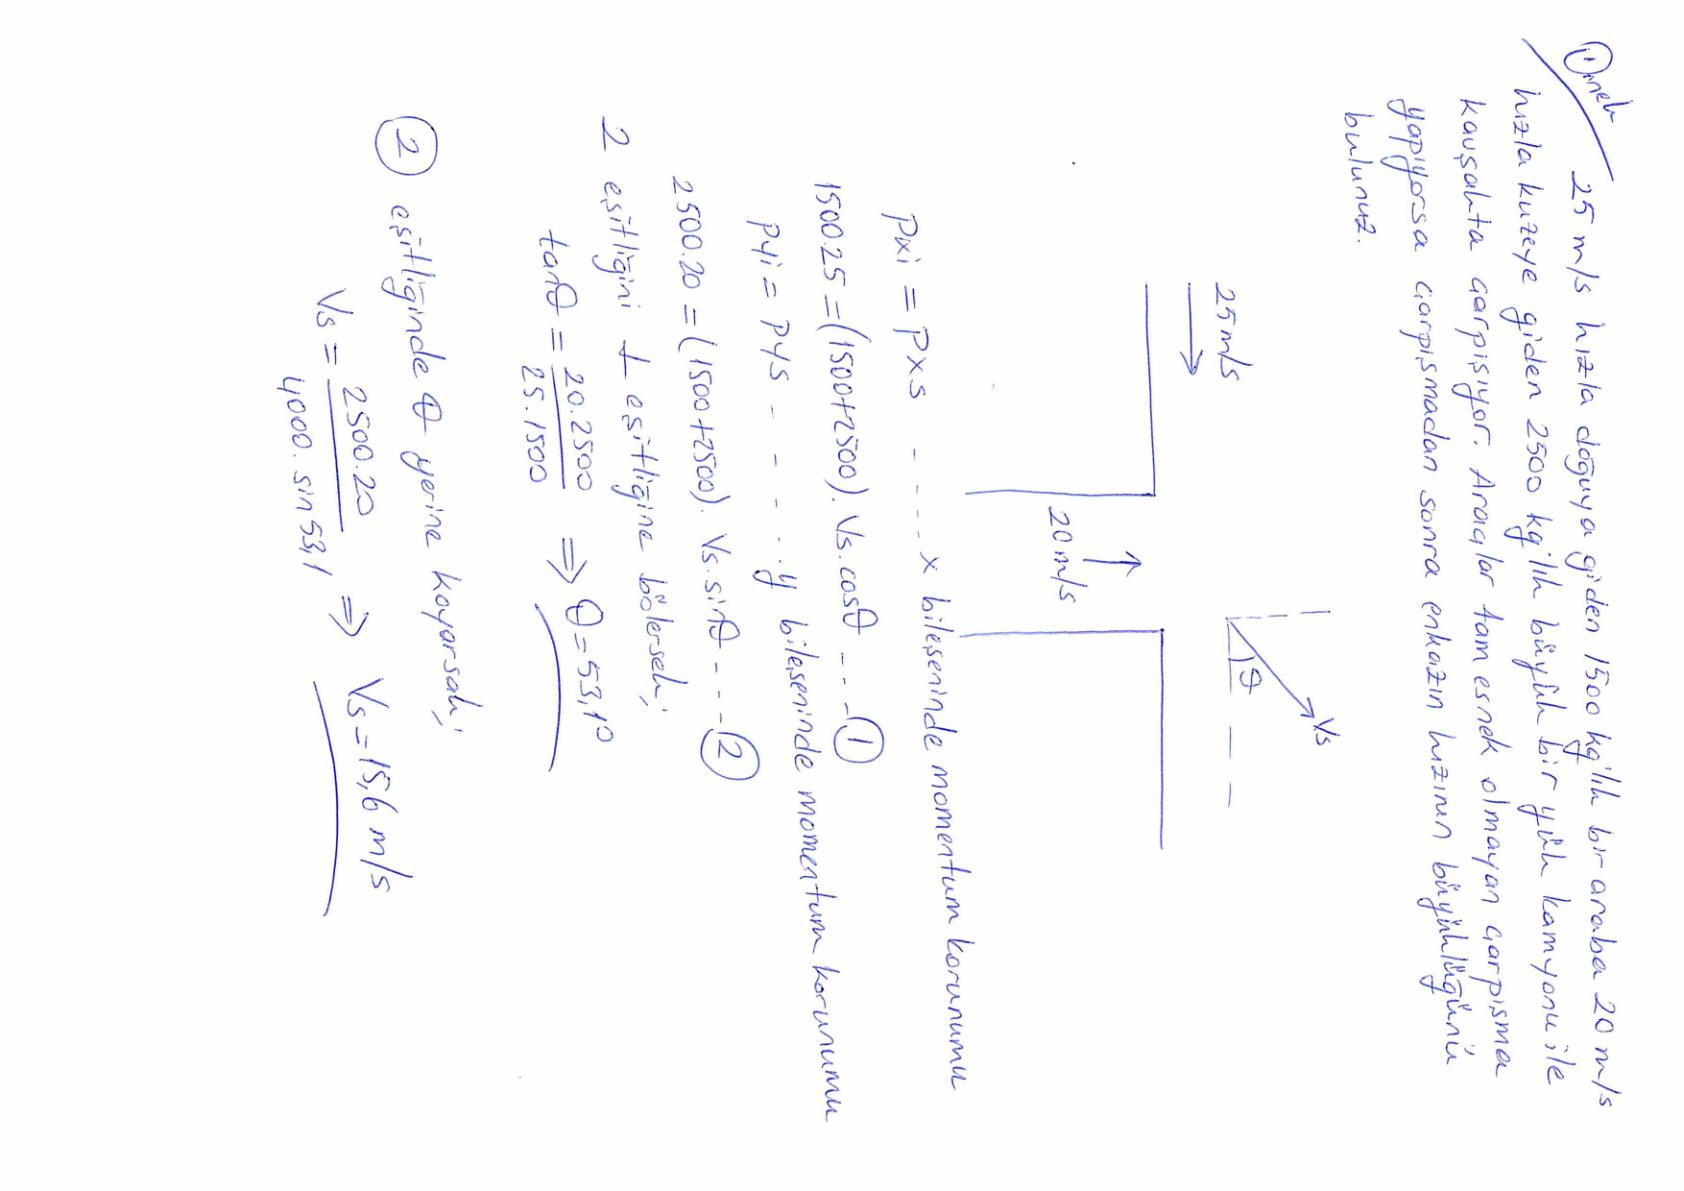 Örnek
25 m/s hızla doğuya giden 1500 kg'lık bir araba 20 m/s
hızla kuzeye giden 2500 kg'lık büyük bir yük kamyonu ile
kavşakta çarpışıyor. Araçlar tam esnek olmayan çarpışma
yapıyorsa çarpışmadan sonra enkazın hızının büyüklüğünü
bulunuz.
25 m/s
20 m/s
Vs
θ
Pxi = Pxs - - - - . x bileşeninde momentum korunumu
1500.25 = (1500+2500). Vs. cosθ - - - ①
Pyi = Pys - - - . . y bileşeninde momentum korunumu
2500.20 = (1500+2500). Vs. sinθ - - - ②
2 eşitliğini 1 eşitliğine bölersek;
tanθ = 20.2500 / 25.1500 ⇒ θ = 53,1°
② eşitliğinde θ yerine koyarsak;
Vs = 2500.20 / 4000. sin 53,1 ⇒ Vs = 15,6 m/s